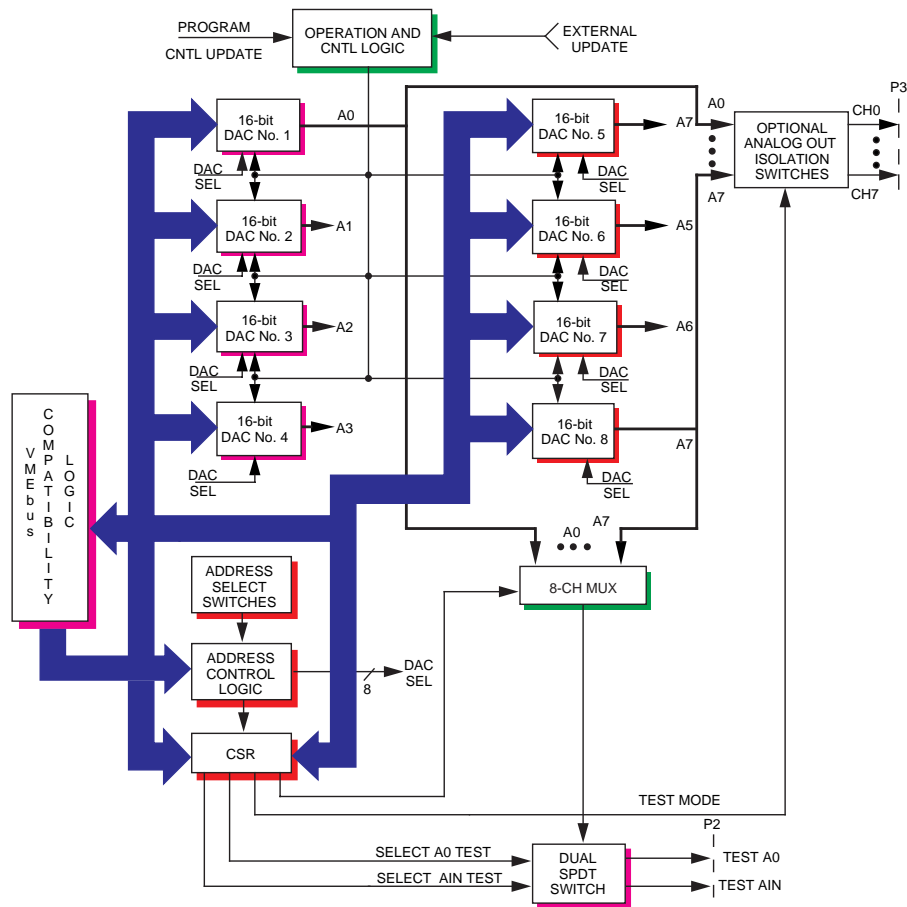 PROGRAM
CNTL UPDATE
OPERATION AND
CNTL LOGIC
EXTERNAL
UPDATE
16-bit
DAC No. 1
A0
DAC
SEL
16-bit
DAC No. 2
A1
DAC
SEL
16-bit
DAC No. 3
A2
DAC
SEL
16-bit
DAC No. 4
A3
DAC
SEL
16-bit
DAC No. 5
A7
DAC
SEL
16-bit
DAC No. 6
A5
DAC
SEL
16-bit
DAC No. 7
A6
DAC
SEL
16-bit
DAC No. 8
A7
DAC
SEL
A0
A7
OPTIONAL
ANALOG OUT
ISOLATION
SWITCHES
P3
CH0
CH7
VMEbus
COMPATIBILITY
LOGIC
ADDRESS
SELECT
SWITCHES
ADDRESS
CONTROL
LOGIC
8
DAC
SEL
CSR
A0
A7
8-CH MUX
TEST MODE
SELECT A0 TEST
SELECT AIN TEST
DUAL
SPDT
SWITCH
P2
TEST A0
TEST AIN